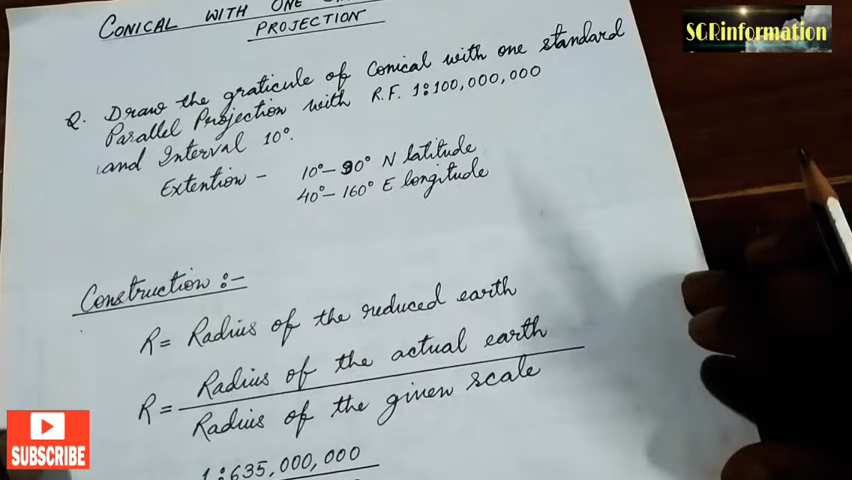 CONICAL WITH ONE
PROJECTION
Q. Draw the graticule of Conical with one standard
Parallel Projection with R.F. 1:100,000,000
and Interval 10°.
Extention - 10°- 90° N latitude
40°- 160° E longitude
Construction :-
R= Radius of the reduced earth
R= Radius of the actual earth
Radius of the given scale
1:635,000,000
SCRinformation
SUBSCRIBE